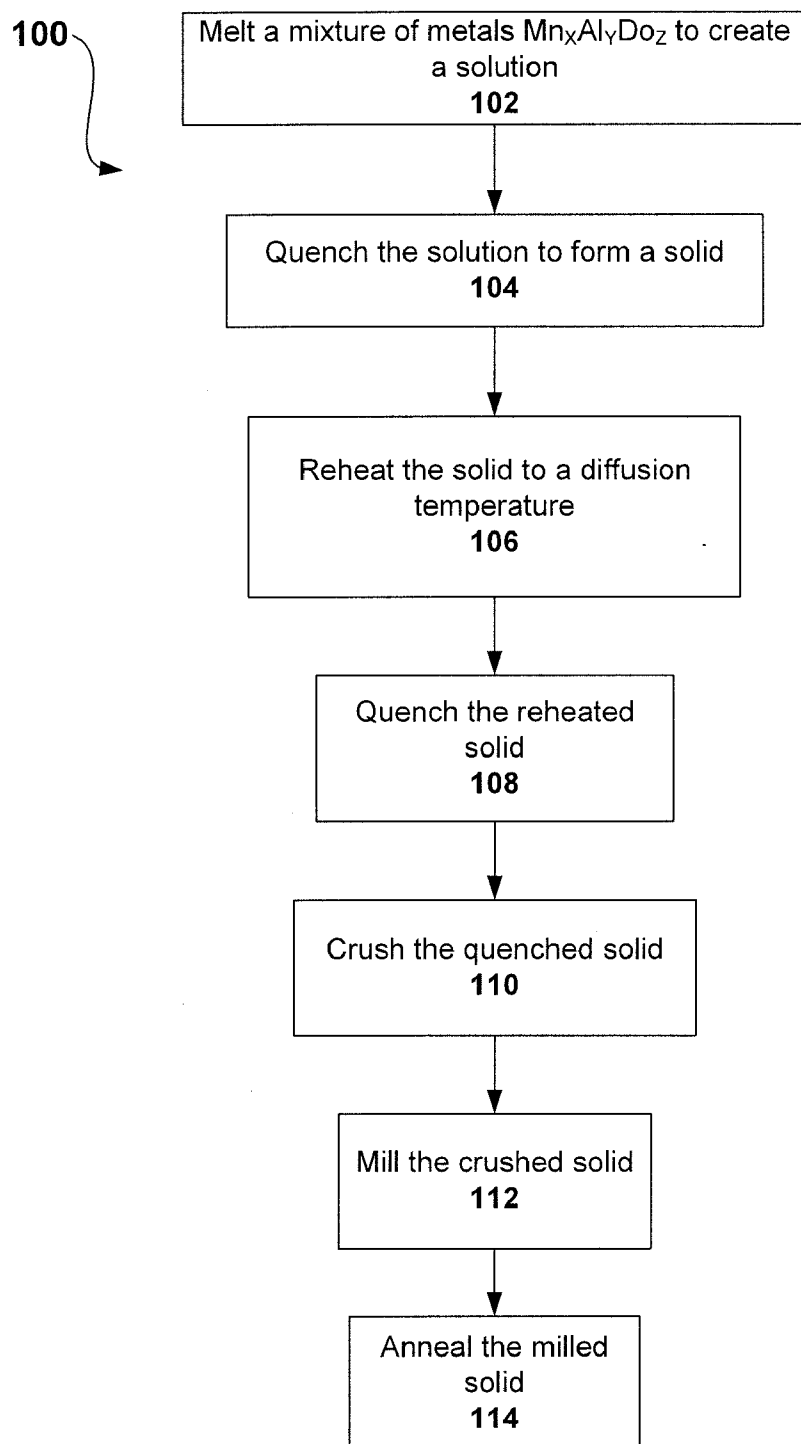 100
Melt a mixture of metals MnXAlYDoZ to create
a solution
102
Quench the solution to form a solid
104
Reheat the solid to a diffusion
temperature
106
Quench the reheated
solid
108
Crush the quenched solid
110
Mill the crushed solid
112
Anneal the milled
solid
114